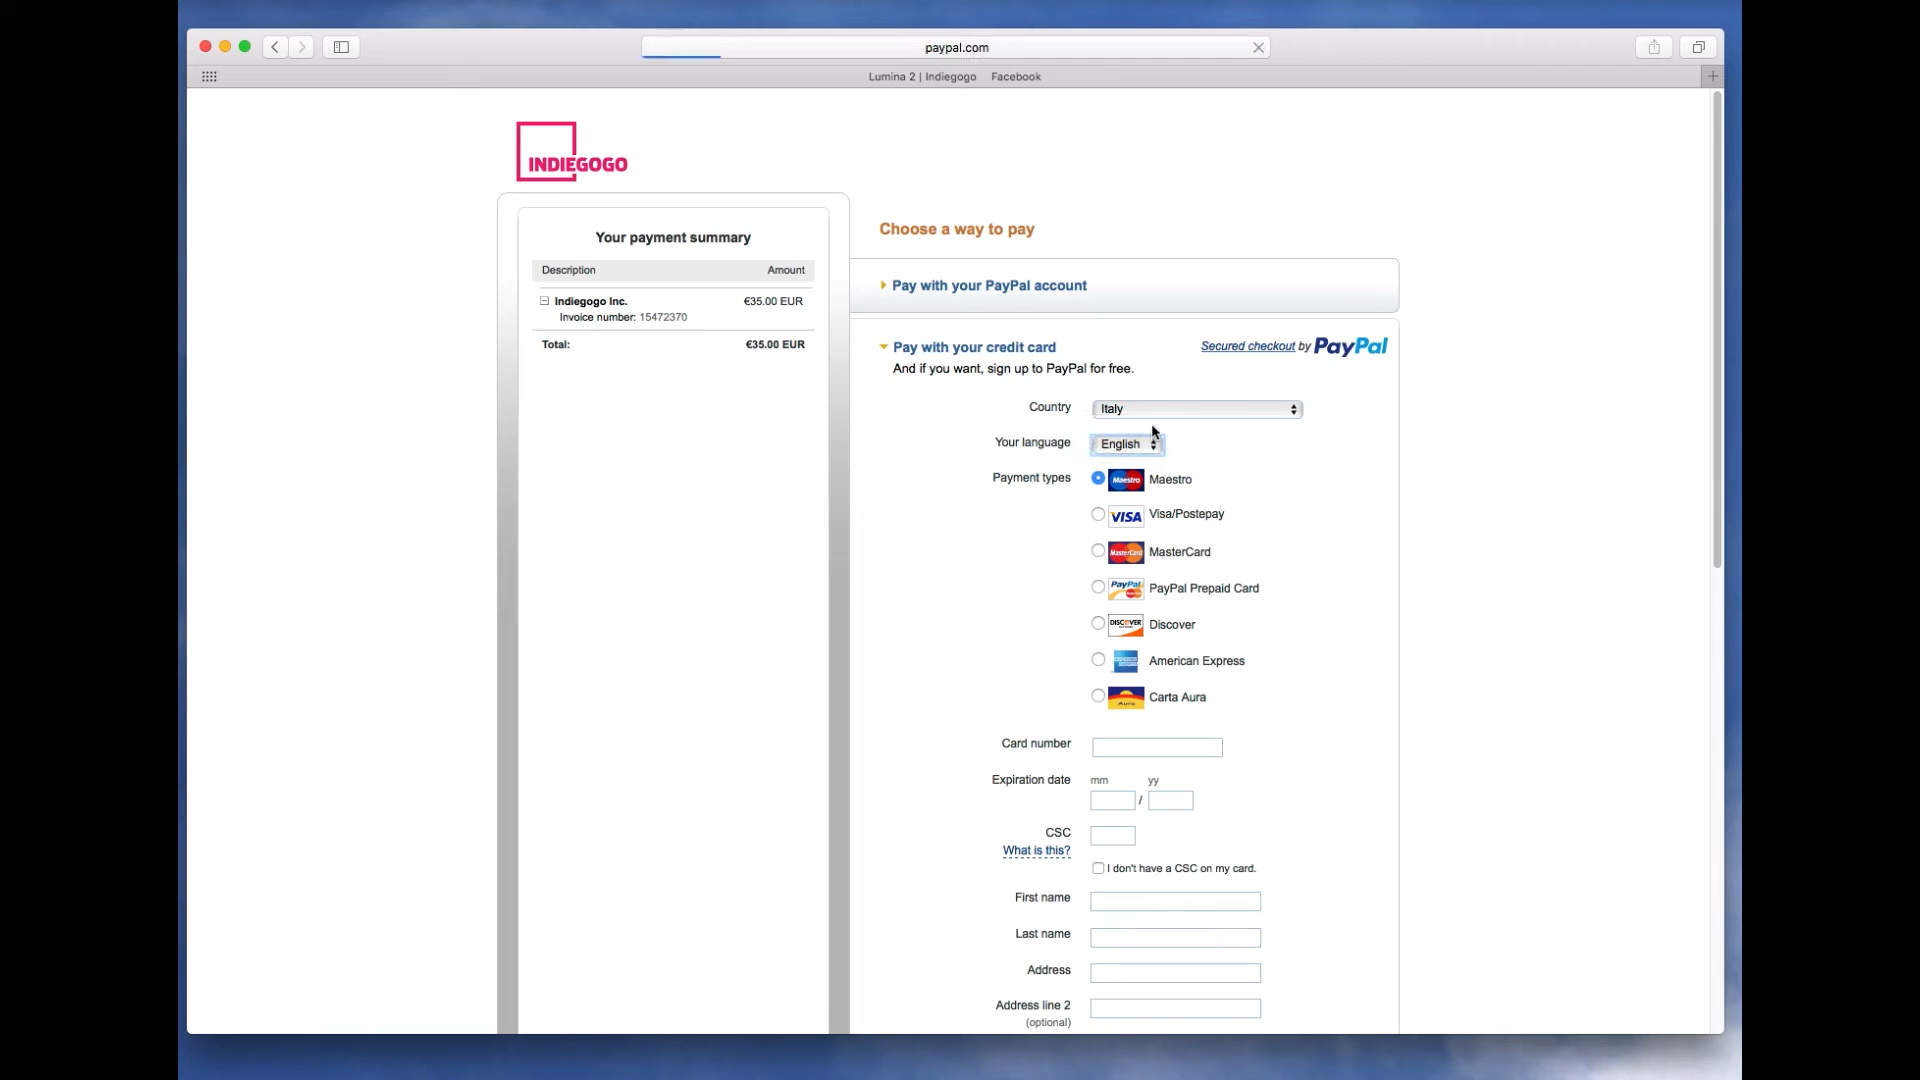 paypal.com
Lumina 2 | Indiegogo Facebook
INDIEGOGO
Your payment summary
Description Amount
Indiegogo Inc. €35.00 EUR
Invoice number: 15472370
Total: €35.00 EUR
Choose a way to pay
Pay with your PayPal account
Pay with your credit card
Secured checkout by PayPal
And if you want, sign up to PayPal for free.
Country Italy
Your language English
Payment types Maestro Maestro
VISA Visa/Postepay
MasterCard MasterCard
PayPal PayPal Prepaid Card
DISCOVER Discover
American Express
Aura Carta Aura
Card number
Expiration date mm yy
/
CSC
What is this?
I don't have a CSC on my card.
First name
Last name
Address
Address line 2
(optional)